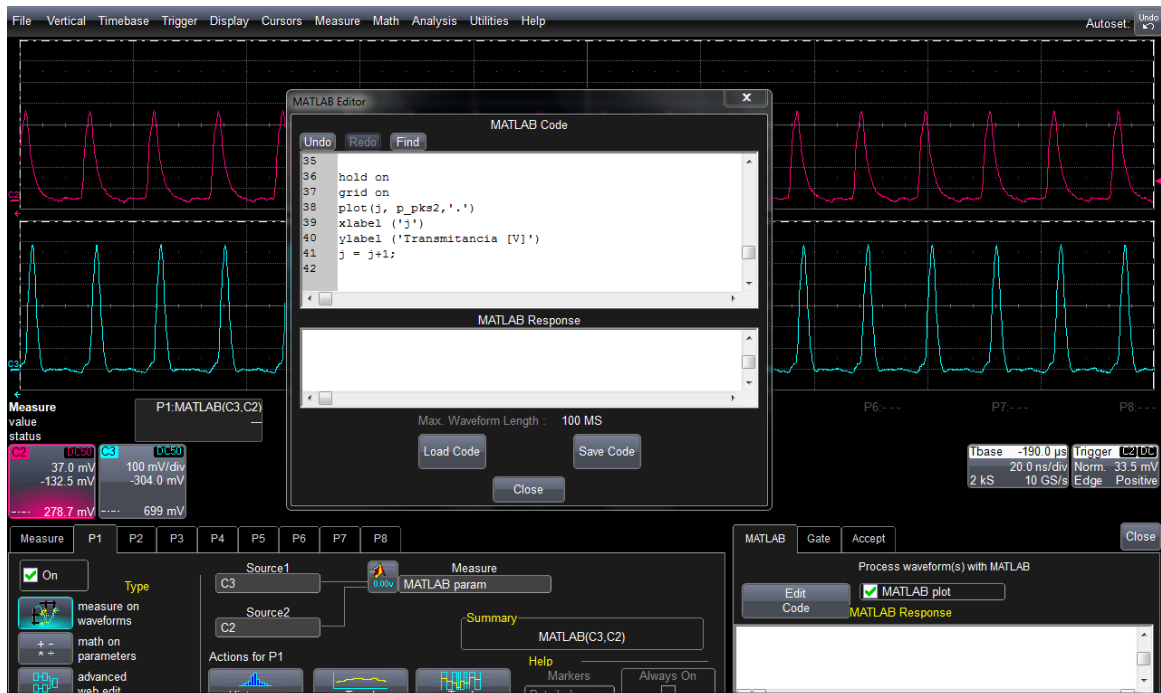 File Vertical Timebase Trigger Display Cursors Measure Math Analysis Utilities Help Autoset: Undo
MATLAB Editor x
MATLAB Code
Undo Redo Find
35
36 hold on
37 grid on
38 plot(j, p_pks2,'.')
39 xlabel ('j')
40 ylabel ('Transmitancia [V]')
41 j = j+1;
42
MATLAB Response
C2
C3
Max. Waveform Length : 100 MS
Load Code Save Code
Close
Measure P1:MATLAB(C3,C2) P6:--- P7:--- P8:---
value ---
status
C2 DC50 C3 DC50
37.0 mV 100 mV/div
-132.5 mV -304.0 mV
278.7 mV 699 mV
Tbase -190.0 µs Trigger C2 DC
20.0 ns/div Norm. 33.5 mV
2 kS 10 GS/s Edge Positive
Measure P1 P2 P3 P4 P5 P6 P7 P8
On
Type
measure on
waveforms
math on
parameters
advanced
web edit
Source1
C3
Source2
C2
Measure
0.00v MATLAB param
Summary
MATLAB(C3,C2)
Actions for P1
Help
Markers Always On
MATLAB Gate Accept Close
Process waveform(s) with MATLAB
Edit
Code
MATLAB plot
MATLAB Response